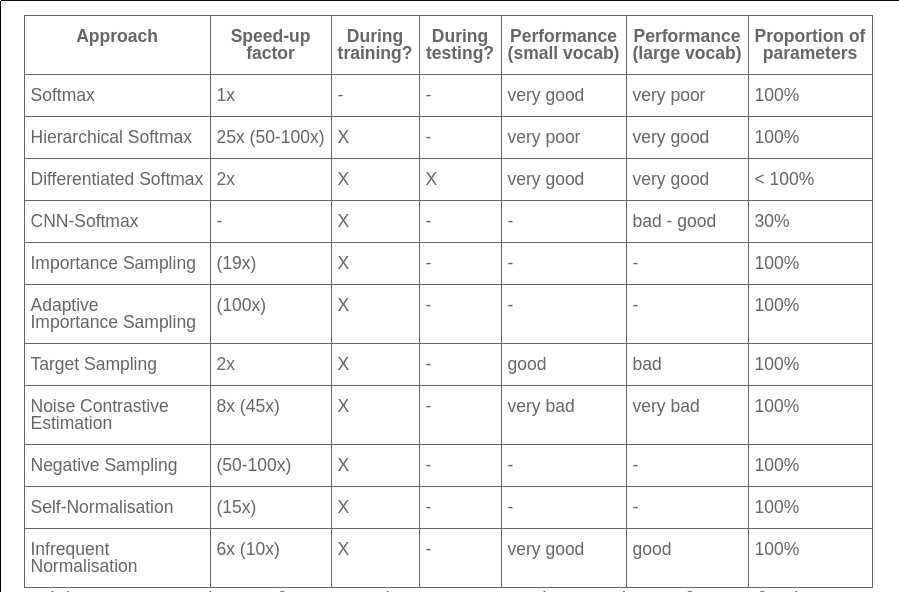 Approach Speed-up factor During training? During testing? Performance (small vocab) Performance (large vocab) Proportion of parameters
Softmax 1x - - very good very poor 100%
Hierarchical Softmax 25x (50-100x) X - very poor very good 100%
Differentiated Softmax 2x X X very good very good < 100%
CNN-Softmax - X - - bad - good 30%
Importance Sampling (19x) X - - - 100%
Adaptive Importance Sampling (100x) X - - - 100%
Target Sampling 2x X - good bad 100%
Noise Contrastive Estimation 8x (45x) X - very bad very bad 100%
Negative Sampling (50-100x) X - - - 100%
Self-Normalisation (15x) X - - - 100%
Infrequent Normalisation 6x (10x) X - very good good 100%